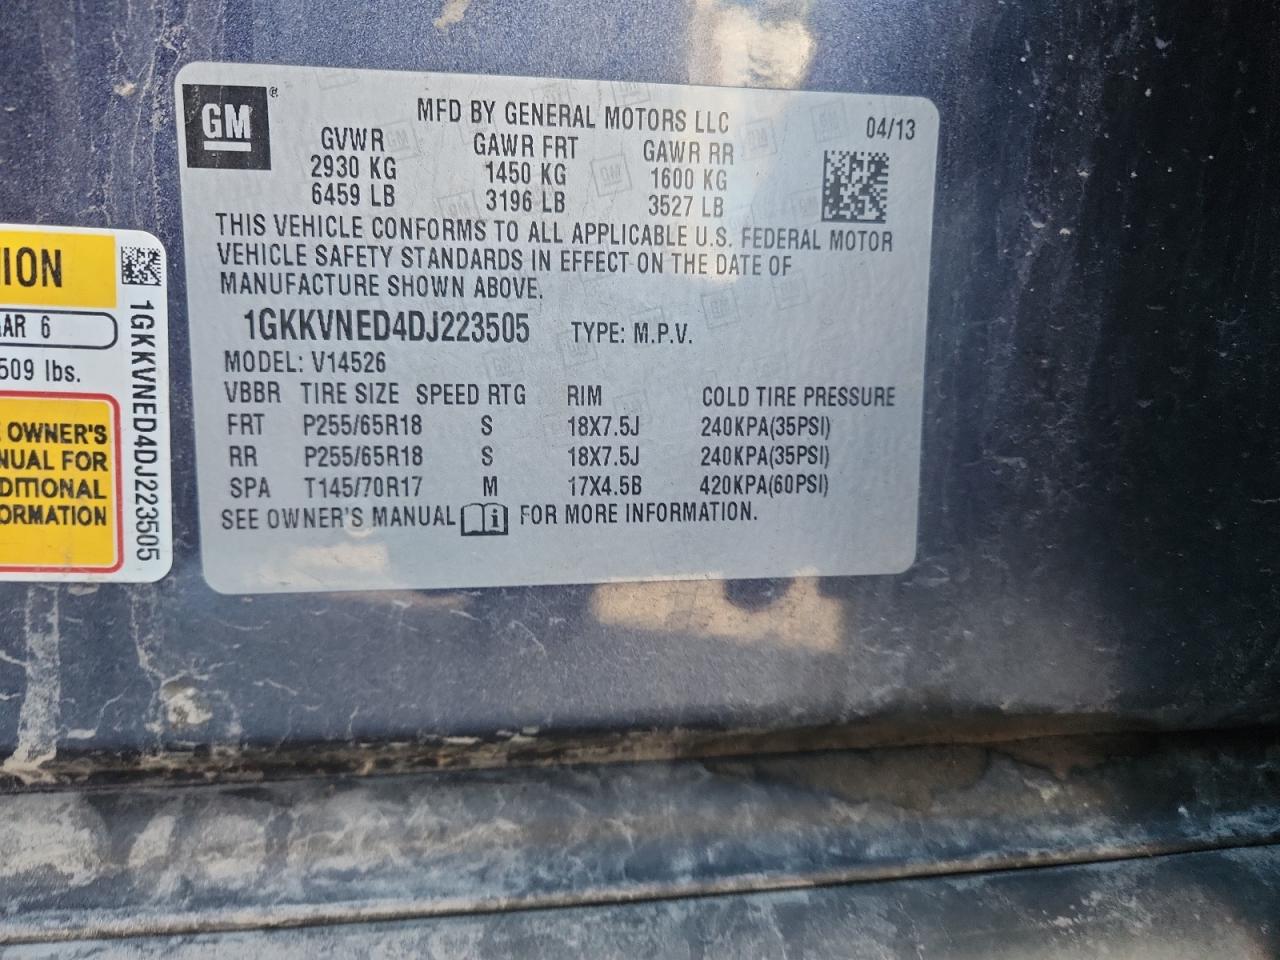 GM®
MFD BY GENERAL MOTORS LLC
04/13
GVWR GAWR FRT GAWR RR
2930 KG 1450 KG 1600 KG
6459 LB 3196 LB 3527 LB
THIS VEHICLE CONFORMS TO ALL APPLICABLE U.S. FEDERAL MOTOR
VEHICLE SAFETY STANDARDS IN EFFECT ON THE DATE OF
MANUFACTURE SHOWN ABOVE.
1GKKVNED4DJ223505 TYPE: M.P.V.
MODEL: V14526
VBBR TIRE SIZE SPEED RTG RIM COLD TIRE PRESSURE
FRT P255/65R18 S 18X7.5J 240KPA(35PSI)
RR P255/65R18 S 18X7.5J 240KPA(35PSI)
SPA T145/70R17 M 17X4.5B 420KPA(60PSI)
SEE OWNER'S MANUAL i FOR MORE INFORMATION.
ION
AR 6
509 lbs.
E OWNER'S
NUAL FOR
DITIONAL
ORMATION
1GKKVNED4DJ223505